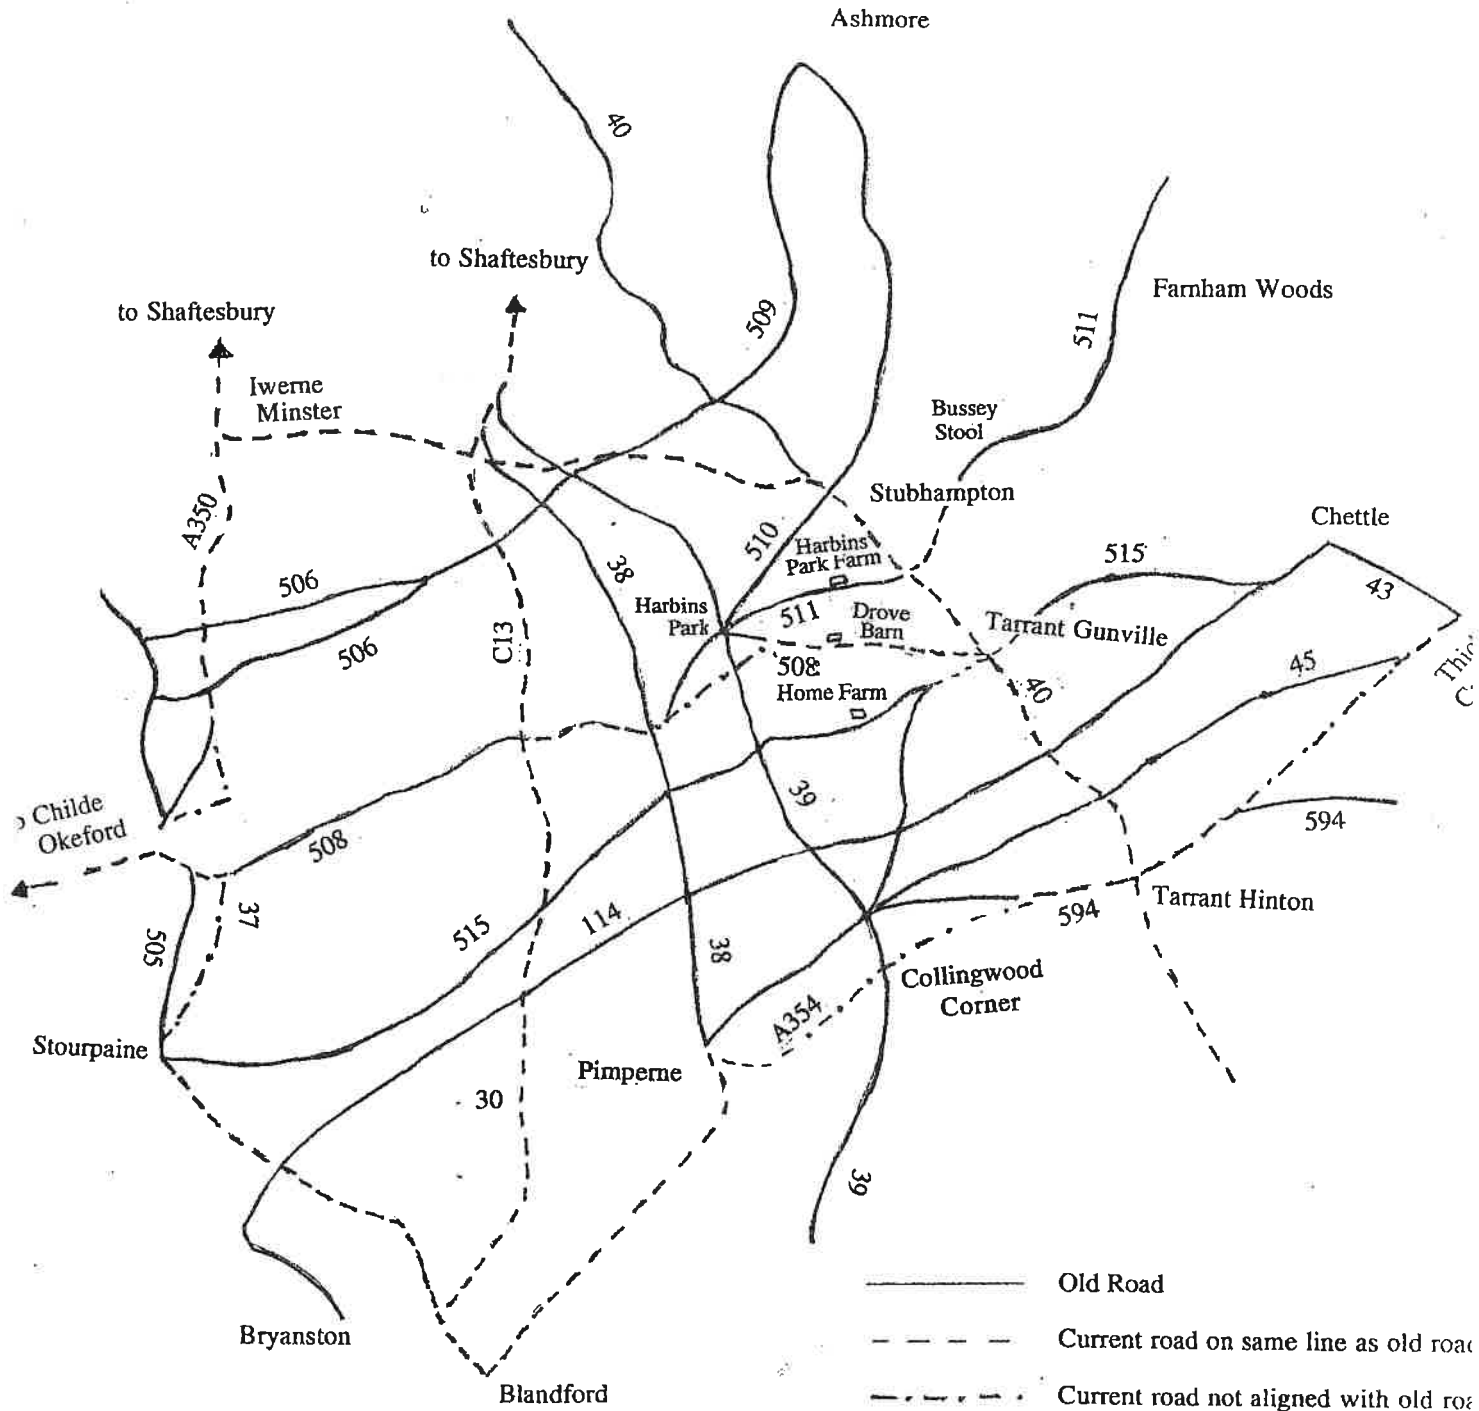 Ashmore
40
to Shaftesbury
Farnham Woods
to Shaftesbury
509
511
Iwerne
Minster
Bussey
Stool
A350
Stubhampton
Chettle
510
Harbins
Park Farm
515
506
38
43
Harbins
Park
511
Drove
Barn
Tarrant Gunville
C13
506
508
45
Home Farm
40
39
Childe
Okeford
508
594
37
Tarrant Hinton
505
515
114
594
38
Collingwood
Corner
A354
Stourpaine
Pimperne
30
39
Old Road
Bryanston
Current road on same line as old
Blandford
Current road not aligned with old